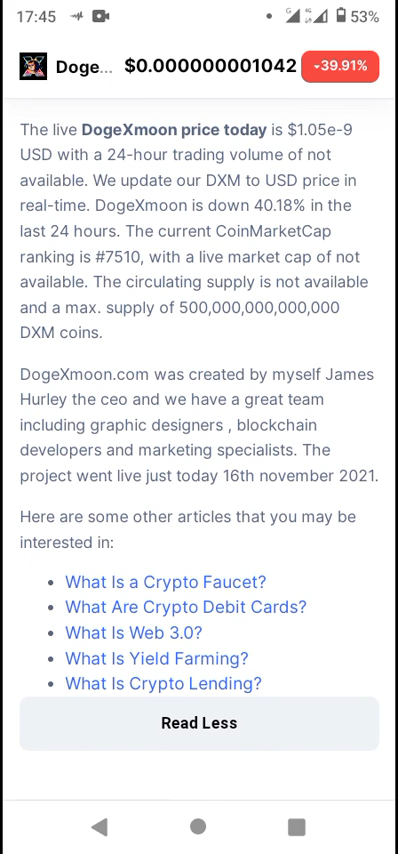 17:45
G 4G 53%
Doge... $0.000000001042 -39.91%
The live DogeXmoon price today is $1.05e-9
USD with a 24-hour trading volume of not
available. We update our DXM to USD price in
real-time. DogeXmoon is down 40.18% in the
last 24 hours. The current CoinMarketCap
ranking is #7510, with a live market cap of not
available. The circulating supply is not available
and a max. supply of 500,000,000,000,000
DXM coins.
DogeXmoon.com was created by myself James
Hurley the ceo and we have a great team
including graphic designers , blockchain
developers and marketing specialists. The
project went live just today 16th november 2021.
Here are some other articles that you may be
interested in:
• What Is a Crypto Faucet?
• What Are Crypto Debit Cards?
• What Is Web 3.0?
• What Is Yield Farming?
• What Is Crypto Lending?
Read Less